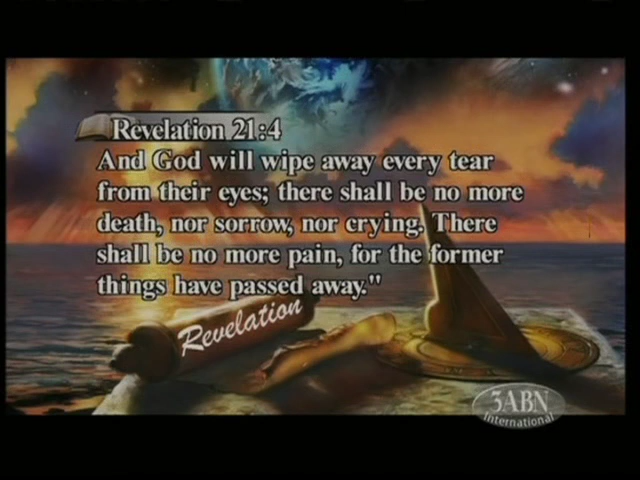 Revelation 21:4
And God will wipe away every tear
from their eyes; there shall be no more
death, nor sorrow, nor crying. There
shall be no more pain, for the former
things have passed away."
Revelation
3ABN
International